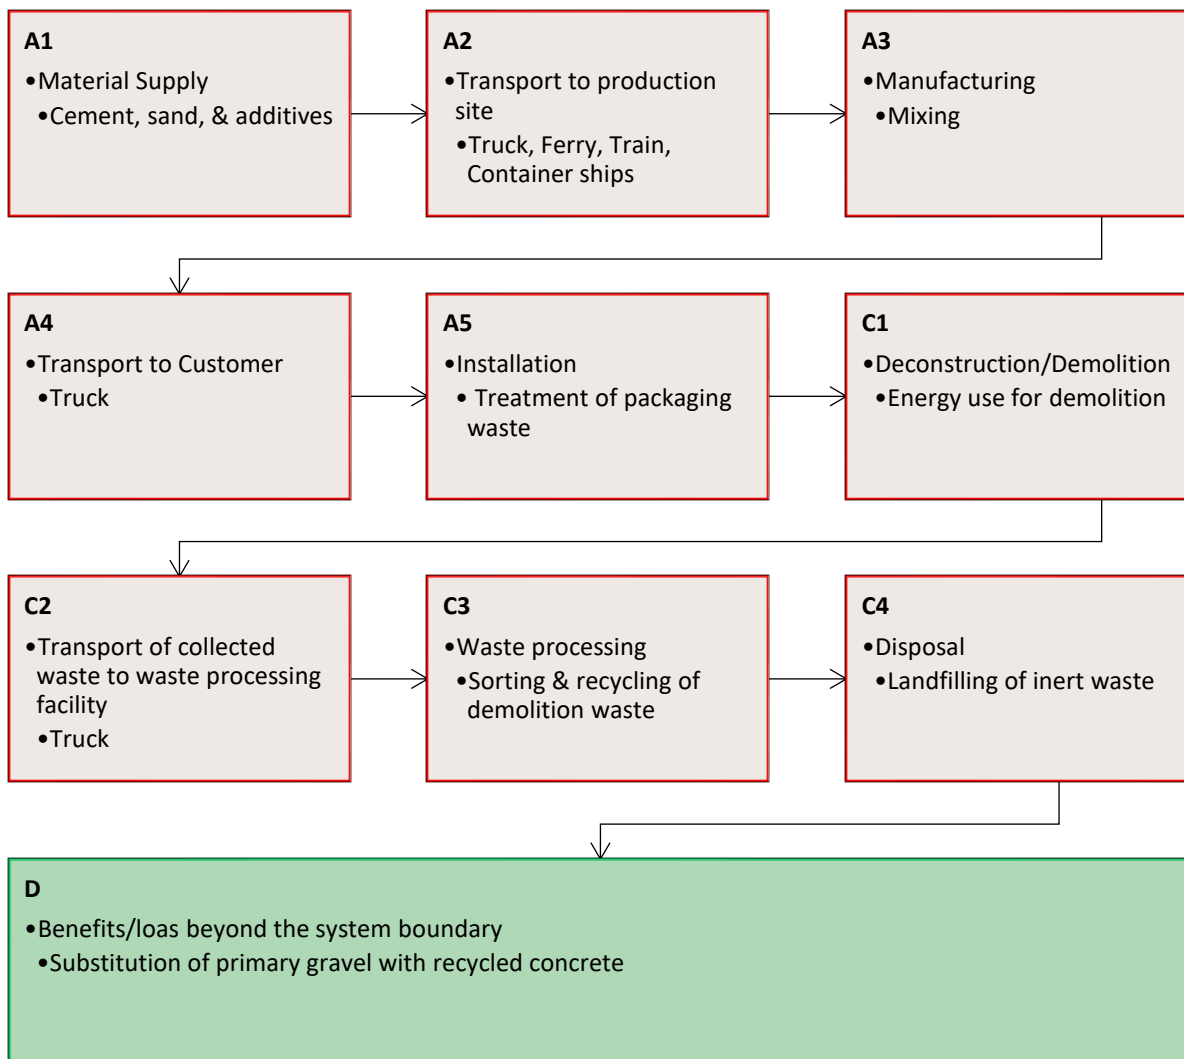 A1
•Material Supply
•Cement, sand, & additives
A2
•Transport to production
site
•Truck, Ferry, Train,
Container ships
A3
•Manufacturing
•Mixing
A4
•Transport to Customer
•Truck
A5
•Installation
• Treatment of packaging
waste
C1
•Deconstruction/Demolition
•Energy use for demolition
C2
•Transport of collected
waste to waste processing
facility
•Truck
C3
•Waste processing
•Sorting & recycling of
demolition waste
C4
•Disposal
•Landfilling of inert waste
D
•Benefits/loas beyond the system boundary
•Substitution of primary gravel with recycled concrete